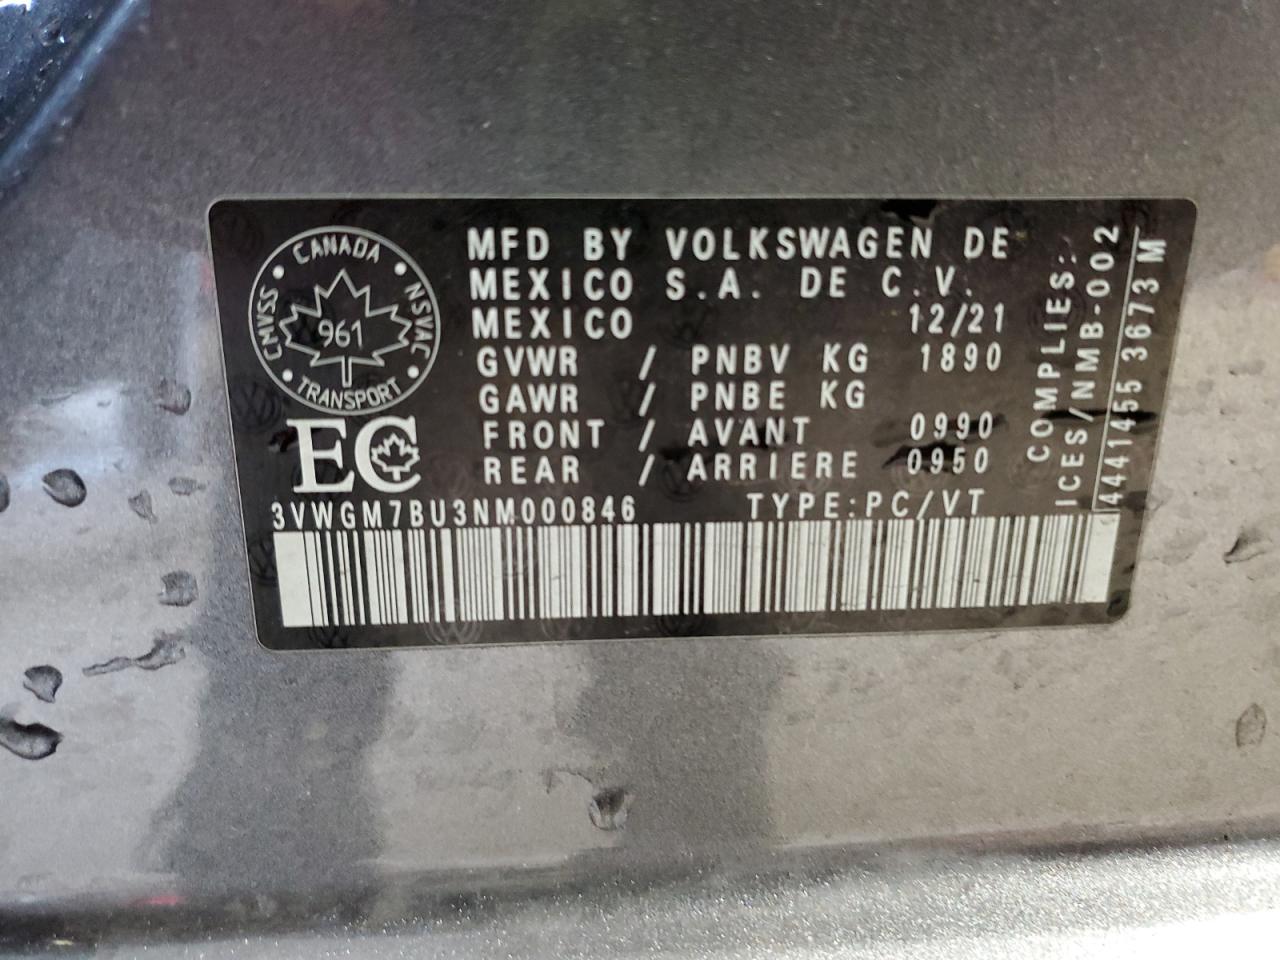 CANADA
CMVSS NSVAC
961
TRANSPORT
EC
MFD BY VOLKSWAGEN DE
MEXICO S.A. DE C.V.
MEXICO 12/21
GVWR / PNBV KG 1890
GAWR / PNBE KG
FRONT / AVANT 0990
REAR / ARRIERE 0950
3VWGM7BU3NM000846 TYPE:PC/VT
COMPLIES:
ICES/NMB-002
4441455 3673 M